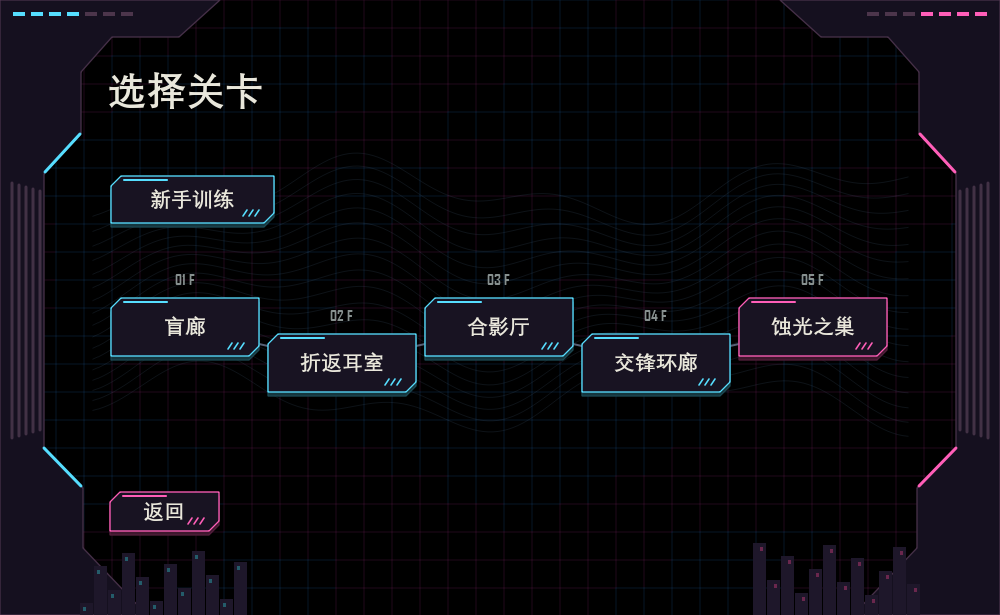 选择关卡
新手训练
01 F
盲廊
02 F
折返耳室
03 F
合影厅
04 F
交锋环廊
05 F
蚀光之巢
返回